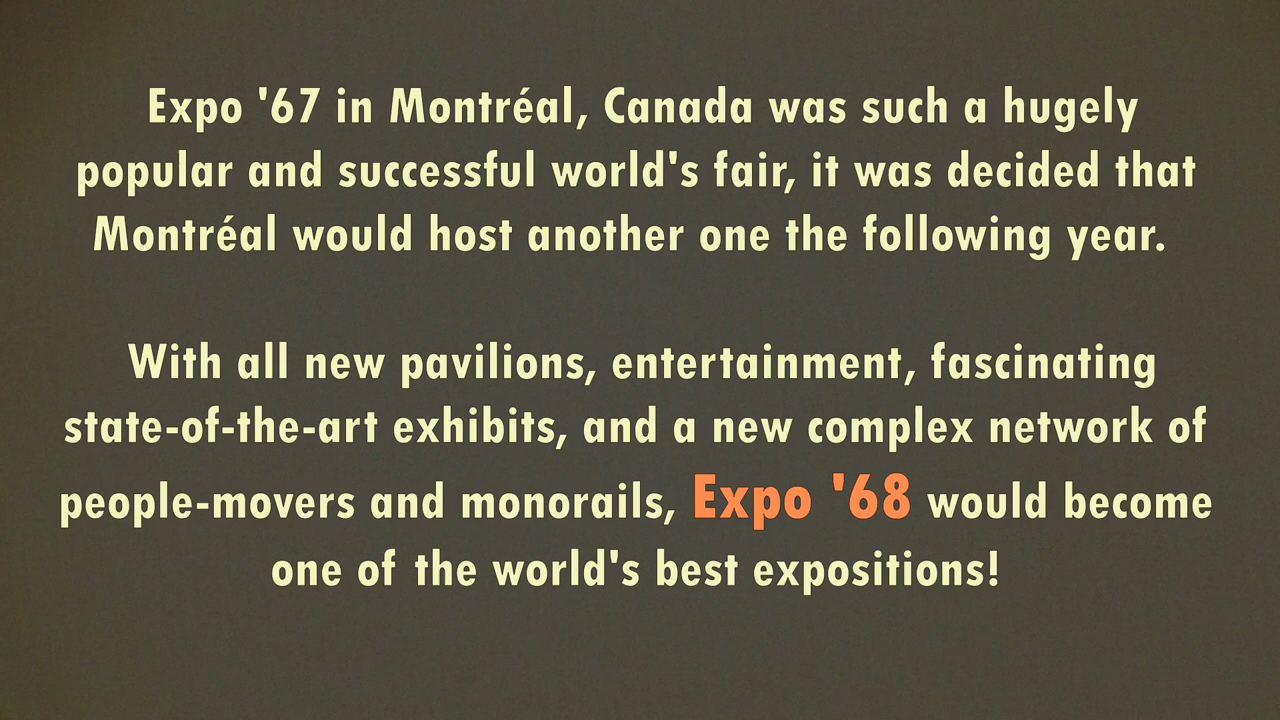 Expo '67 in Montréal, Canada was such a hugely
popular and successful world's fair, it was decided that
Montréal would host another one the following year.
With all new pavilions, entertainment, fascinating
state-of-the-art exhibits, and a new complex network of
people-movers and monorails, Expo '68 would become
one of the world's best expositions!